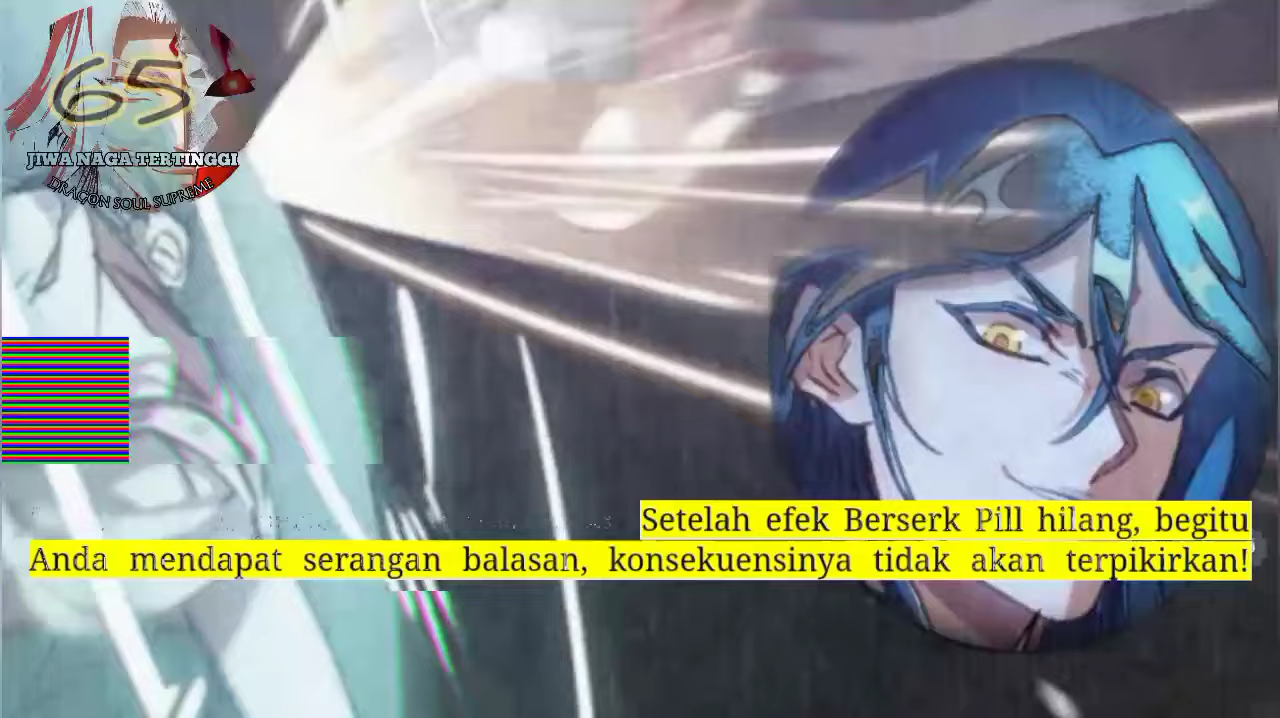 65
JIWA NAGA TERTINGGI
DRAGON SOUL SUPREME
Setelah efek Berserk Pill hilang, begitu
Anda mendapat serangan balasan, konsekuensinya tidak akan terpikirkan!